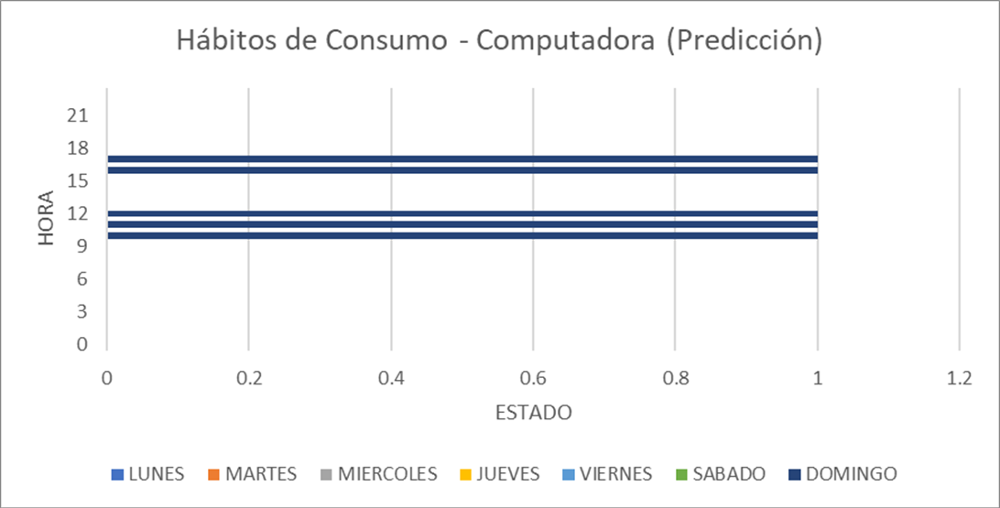 Hábitos de Consumo - Computadora (Predicción)
21
18
15
12
9
6
3
0
HORA
0 0.2 0.4 0.6 0.8 1 1.2
ESTADO
LUNES MARTES MIERCOLES JUEVES VIERNES SABADO DOMINGO